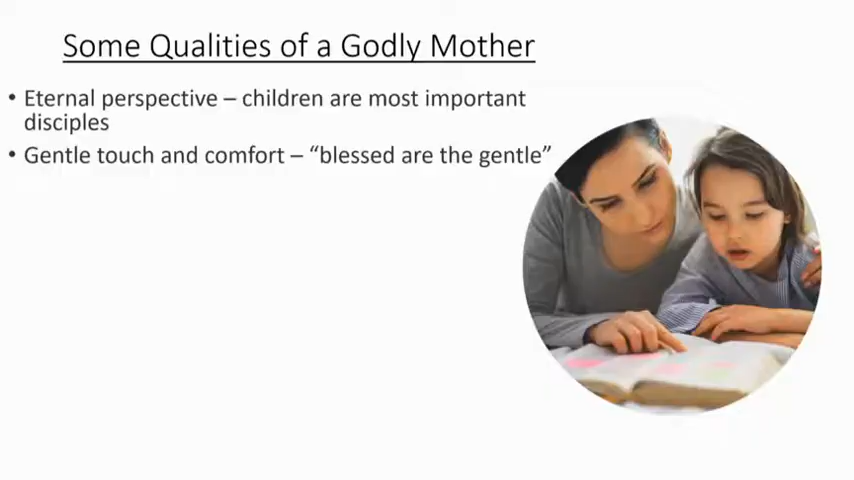 Some Qualities of a Godly Mother
• Eternal perspective – children are most important
disciples
• Gentle touch and comfort – “blessed are the gentle”